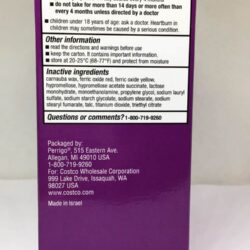 ■ do not take for more than 14 days or more often than
every 4 months unless directed by a doctor
■ children under 18 years of age: ask a doctor. Heartburn in
children may sometimes be caused by a serious condition.
Other information
■ read the directions and warnings before use
■ keep the carton. It contains important information.
■ store at 20-25°C (68-77°F) and protect from moisture
Inactive ingredients
carnauba wax, ferric oxide red, ferric oxide yellow,
hypromellose, hypromellose acetate succinate, lactose
monohydrate, monoethanolamine, propylene glycol, sodium lauryl
sulfate, sodium starch glycolate, sodium stearate, sodium
stearyl fumarate, talc, titanium dioxide, triethyl citrate
Questions or comments? 1-800-719-9260
Packaged by:
Perrigo®, 515 Eastern Ave.
Allegan, MI 49010 USA
1-800-719-9260
For: Costco Wholesale Corporation
999 Lake Drive, Issaquah, WA
98027 USA
www.costco.com
Made in Israel